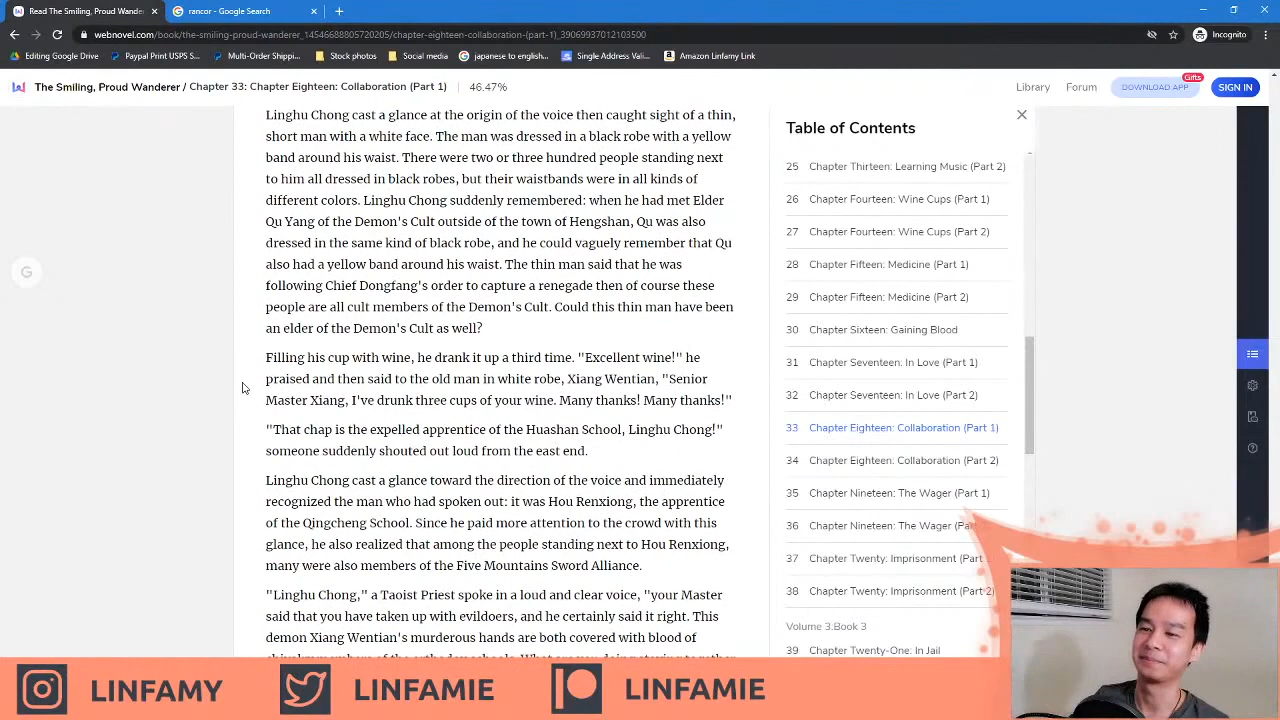 Read The Smiling, Proud Wander
rancor - Google Search
webnovel.com/book/the-smiling-proud-wanderer_14546688805720205/chapter-eighteen-collaboration-(part-1)_39069937012103500
Incognito
Editing Google Drive
Paypal Print USPS S...
Multi-Order Shippi...
Stock photos
Social media
japanese to english...
Single Address Vali...
Amazon Linfamy Link
The Smiling, Proud Wanderer / Chapter 33: Chapter Eighteen: Collaboration (Part 1)
46.47%
Library
Forum
DOWNLOAD APP
Gifts
SIGN IN
Linghu Chong cast a glance at the origin of the voice then caught sight of a thin,
short man with a white face. The man was dressed in a black robe with a yellow
band around his waist. There were two or three hundred people standing next
to him all dressed in black robes, but their waistbands were in all kinds of
different colors. Linghu Chong suddenly remembered: when he had met Elder
Qu Yang of the Demon's Cult outside of the town of Hengshan, Qu was also
dressed in the same kind of black robe, and he could vaguely remember that Qu
also had a yellow band around his waist. The thin man said that he was
following Chief Dongfang's order to capture a renegade then of course these
people are all cult members of the Demon's Cult. Could this thin man have been
an elder of the Demon's Cult as well?
Filling his cup with wine, he drank it up a third time. "Excellent wine!" he
praised and then said to the old man in white robe, Xiang Wentian, "Senior
Master Xiang, I've drunk three cups of your wine. Many thanks! Many thanks!"
"That chap is the expelled apprentice of the Huashan School, Linghu Chong!"
someone suddenly shouted out loud from the east end.
Linghu Chong cast a glance toward the direction of the voice and immediately
recognized the man who had spoken out: it was Hou Renxiong, the apprentice
of the Qingcheng School. Since he paid more attention to the crowd with this
glance, he also realized that among the people standing next to Hou Renxiong,
many were also members of the Five Mountains Sword Alliance.
"Linghu Chong," a Taoist Priest spoke in a loud and clear voice, "your Master
said that you have taken up with evildoers, and he certainly said it right. This
demon Xiang Wentian's murderous hands are both covered with blood of
Table of Contents
25 Chapter Thirteen: Learning Music (Part 2)
26 Chapter Fourteen: Wine Cups (Part 1)
27 Chapter Fourteen: Wine Cups (Part 2)
28 Chapter Fifteen: Medicine (Part 1)
29 Chapter Fifteen: Medicine (Part 2)
30 Chapter Sixteen: Gaining Blood
31 Chapter Seventeen: In Love (Part 1)
32 Chapter Seventeen: In Love (Part 2)
33 Chapter Eighteen: Collaboration (Part 1)
34 Chapter Eighteen: Collaboration (Part 2)
35 Chapter Nineteen: The Wager (Part 1)
36 Chapter Nineteen: The Wager (Pa
37 Chapter Twenty: Imprisonment (Part
38 Chapter Twenty: Imprisonment (Part 2)
Volume 3.Book 3
39 Chapter Twenty-One: In Jail
LINFAMY
LINFAMIE
LINFAMIE